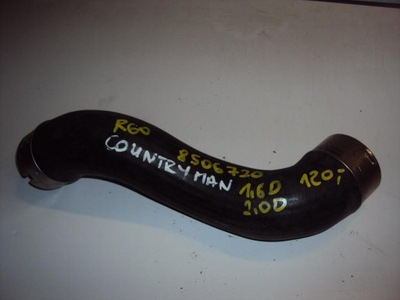 R60
8506720
COUNTRYMAN
1,6D 120,-
2.0D